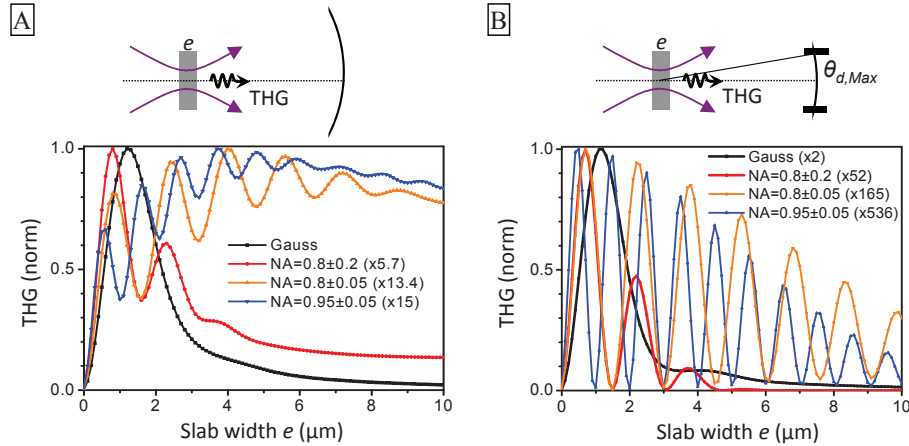 A
e
THG
THG (norm)
1.0
0.5
0.0
Gauss
NA=0.8±0.2 (x5.7)
NA=0.8±0.05 (x13.4)
NA=0.95±0.05 (x15)
0 2 4 6 8 10
Slab width e (µm)
B
e
THG
θd,Max
THG (norm)
1.0
0.5
0.0
Gauss (x2)
NA=0.8±0.2 (x52)
NA=0.8±0.05 (x165)
NA=0.95±0.05 (x536)
0 2 4 6 8 10
Slab width e (µm)